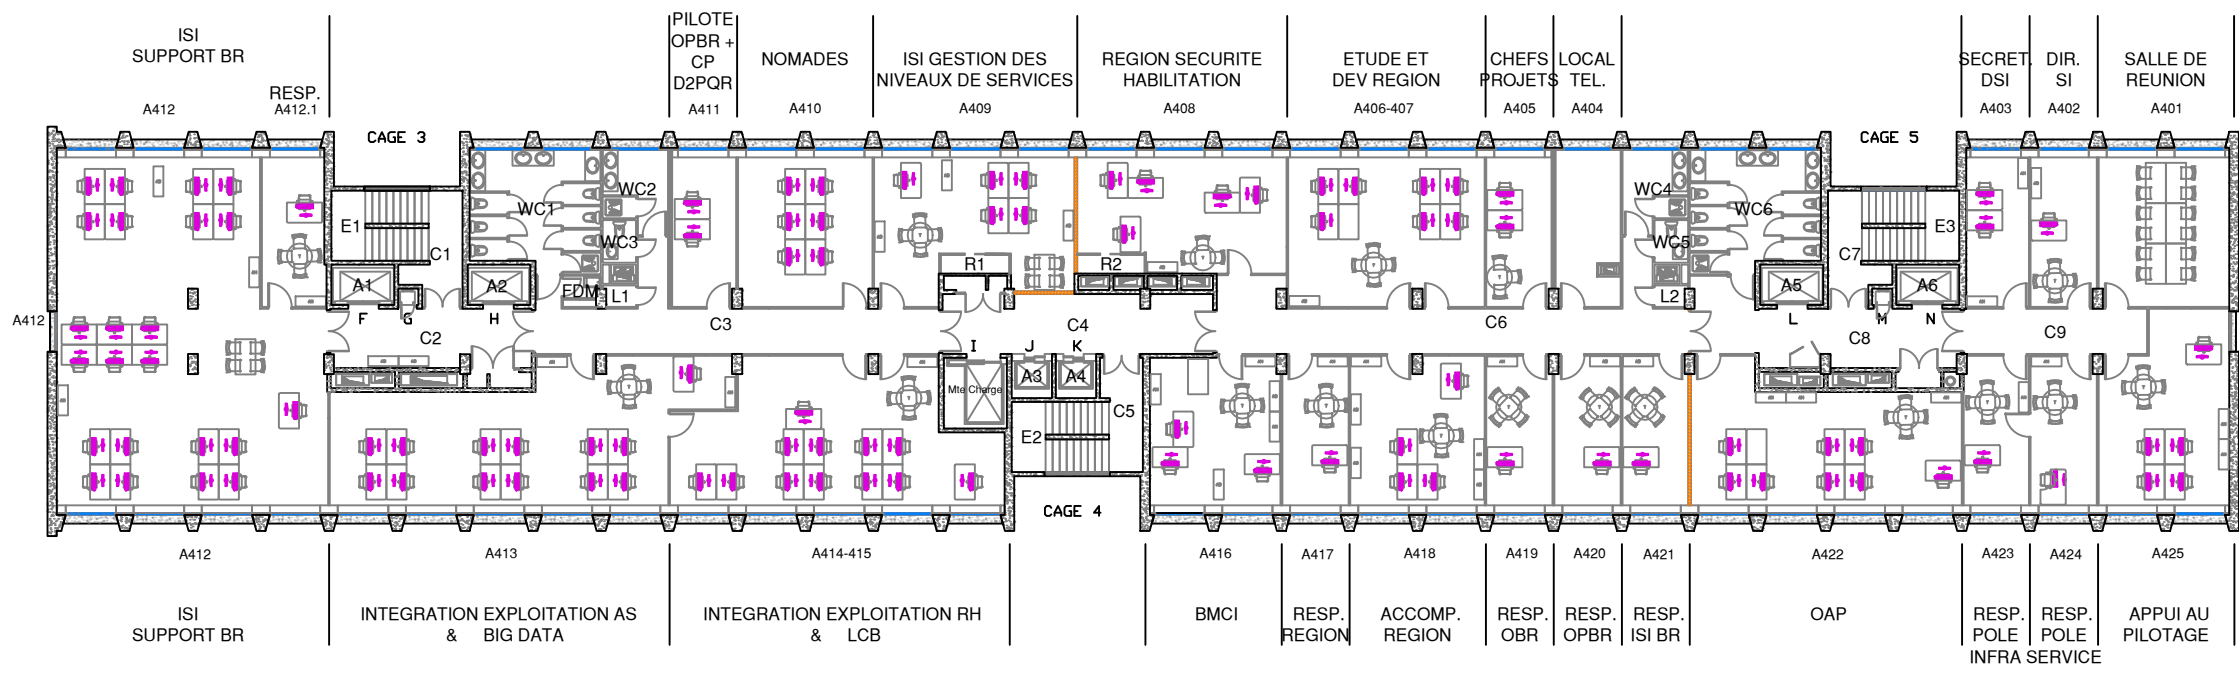 ISI
SUPPORT BR
RESP.
A412
A412.1
PILOTE
OPBR +
CP
D2PQR
A411
NOMADES
A410
ISI GESTION DES
NIVEAUX DE SERVICES
A409
REGION SECURITE
HABILITATION
A408
ETUDE ET
DEV REGION
A406-407
CHEFS
PROJETS
A405
LOCAL
TEL.
A404
SECRET.
DSI
A403
DIR.
SI
A402
SALLE DE
REUNION
A401
CAGE 3
CAGE 5
E1
C1
A1
A2
F
G
H
C2
WC1
WC2
WC3
FDM
L1
C3
R1
R2
I
J
K
C4
A3
A4
Mte Charge
E2
C5
CAGE 4
C6
WC4
WC5
WC6
L2
C7
E3
A5
A6
L
M
N
C8
C9
A412
A412
A413
A414-415
A416
A417
A418
A419
A420
A421
A422
A423
A424
A425
ISI
SUPPORT BR
INTEGRATION EXPLOITATION AS
& BIG DATA
INTEGRATION EXPLOITATION RH
& LCB
BMCI
RESP.
REGION
ACCOMP.
REGION
RESP.
OBR
RESP.
OPBR
RESP.
ISI BR
OAP
RESP.
POLE
RESP.
POLE
INFRA SERVICE
APPUI AU
PILOTAGE